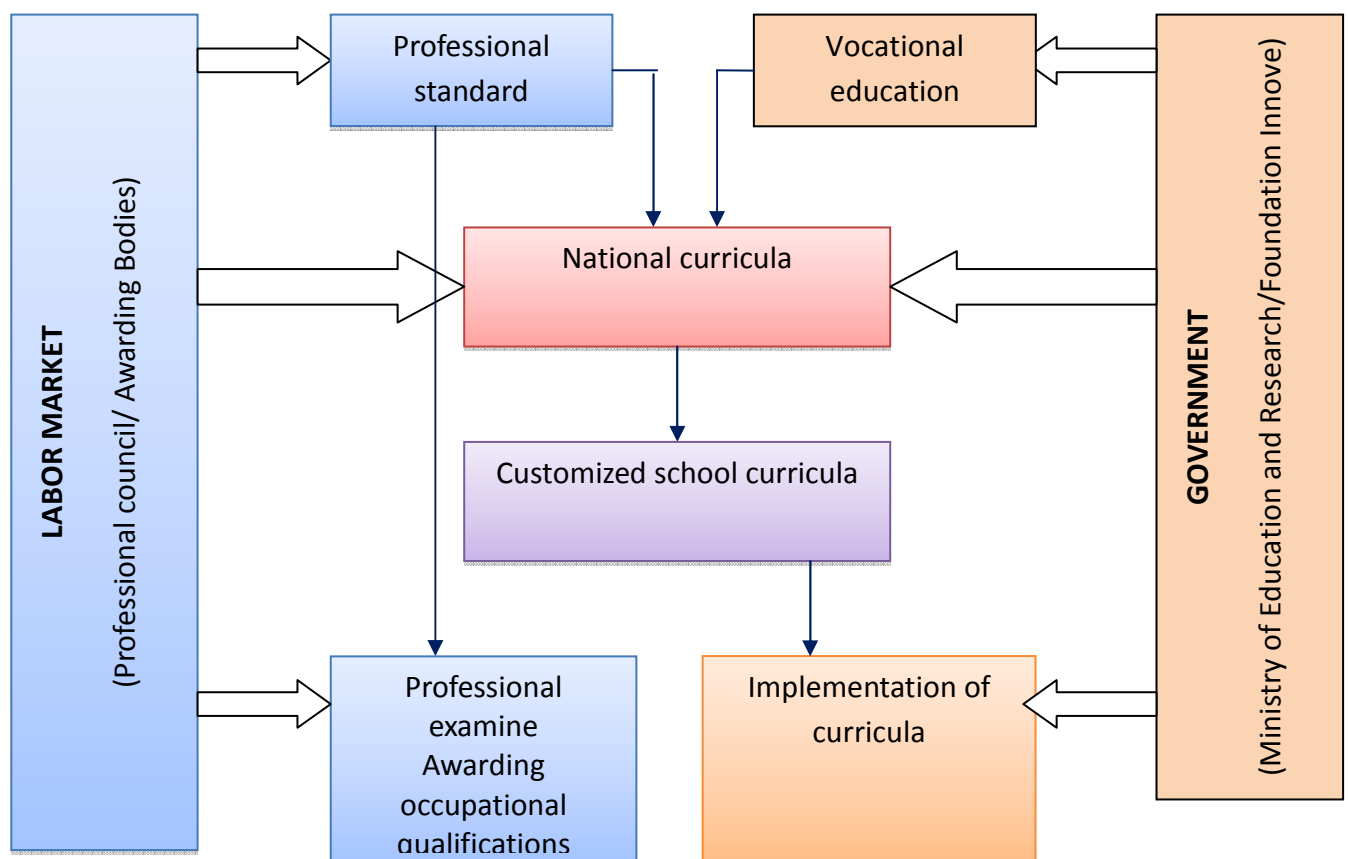 LABOR MARKET
(Professional council/ Awarding Bodies)
Professional
standard
Vocational
education
National curricula
Customized school curricula
Professional
examine
Awarding
occupational
qualifications
Implementation of
curricula
GOVERNMENT
(Ministry of Education and Research/Foundation Innove)